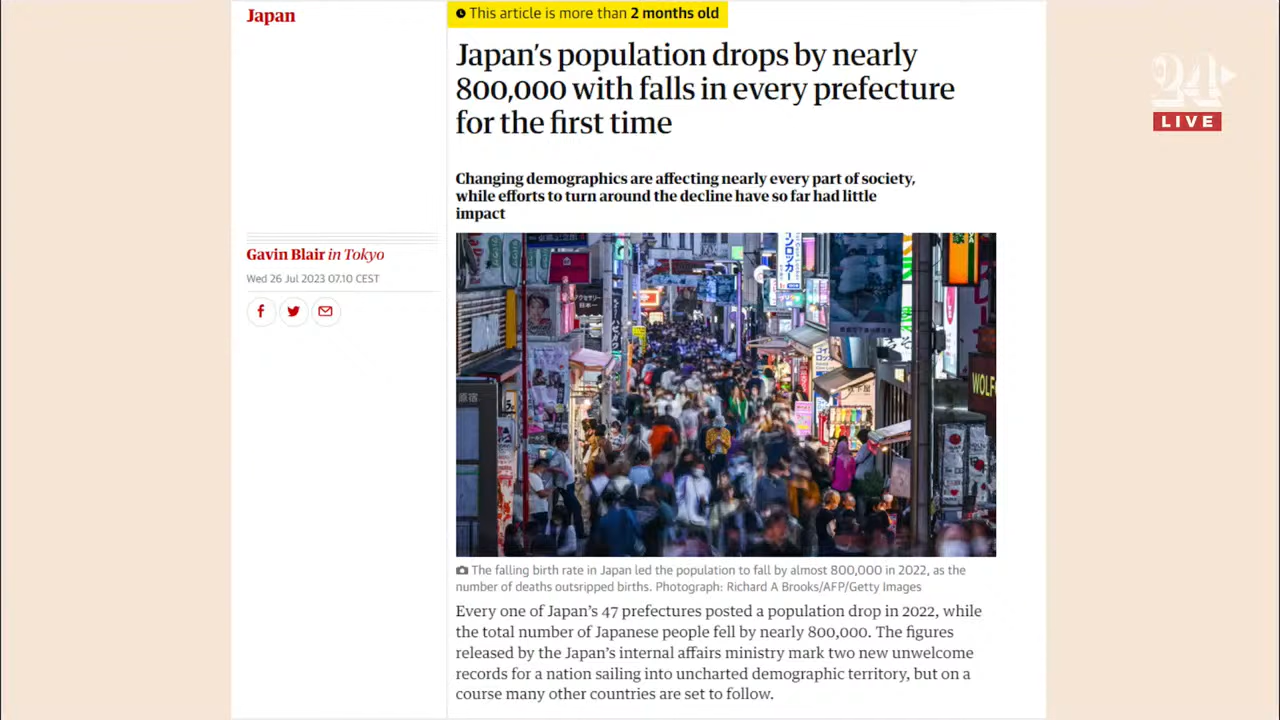 Japan
This article is more than 2 months old
Japan's population drops by nearly
800,000 with falls in every prefecture
for the first time
24
LIVE
Changing demographics are affecting nearly every part of society,
while efforts to turn around the decline have so far had little
impact
Gavin Blair in Tokyo
Wed 26 Jul 2023 07.10 CEST
原宿
WOLF
The falling birth rate in Japan led the population to fall by almost 800,000 in 2022, as the
number of deaths outstripped births. Photograph: Richard A Brooks/AFP/Getty Images
Every one of Japan's 47 prefectures posted a population drop in 2022, while
the total number of Japanese people fell by nearly 800,000. The figures
released by the Japan's internal affairs ministry mark two new unwelcome
records for a nation sailing into uncharted demographic territory, but on a
course many other countries are set to follow.